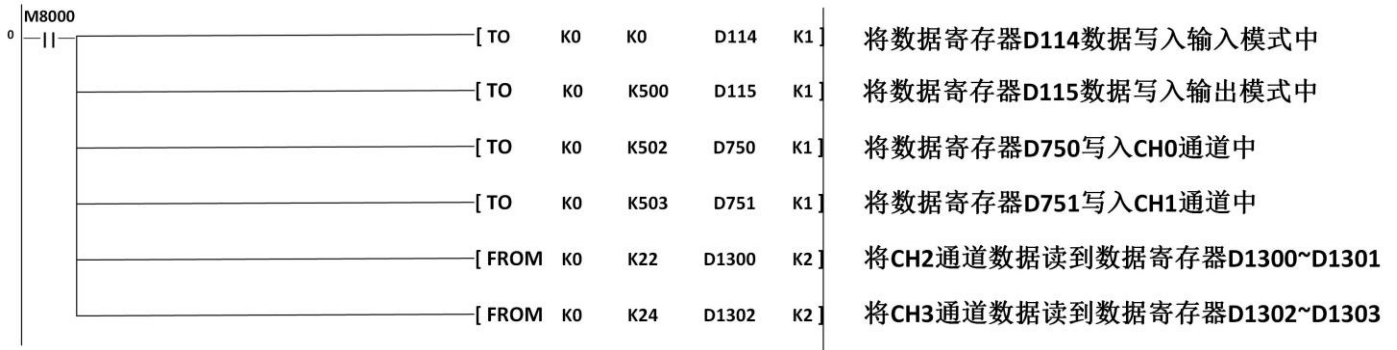 M8000
0
[ TO K0 K0 D114 K1 ] 将数据寄存器D114数据写入输入模式中
[ TO K0 K500 D115 K1 ] 将数据寄存器D115数据写入输出模式中
[ TO K0 K502 D750 K1 ] 将数据寄存器D750写入CH0通道中
[ TO K0 K503 D751 K1 ] 将数据寄存器D751写入CH1通道中
[ FROM K0 K22 D1300 K2 ] 将CH2通道数据读到数据寄存器D1300~D1301
[ FROM K0 K24 D1302 K2 ] 将CH3通道数据读到数据寄存器D1302~D1303